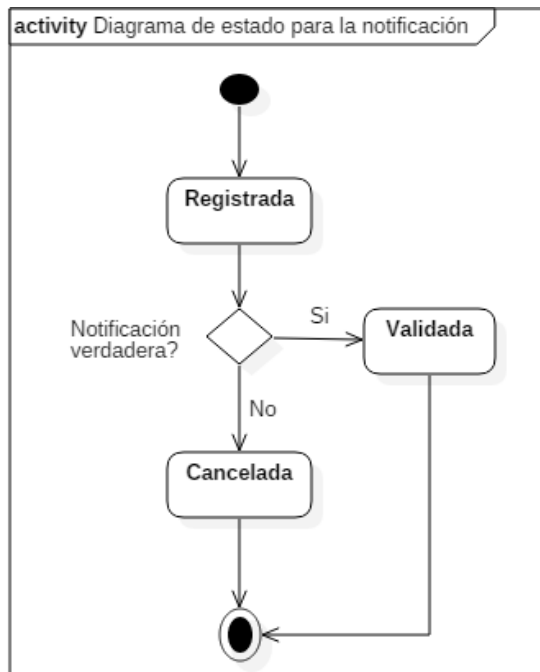 activity Diagrama de estado para la notificación
Registrada
Notificación
verdadera?
Si
Validada
No
Cancelada